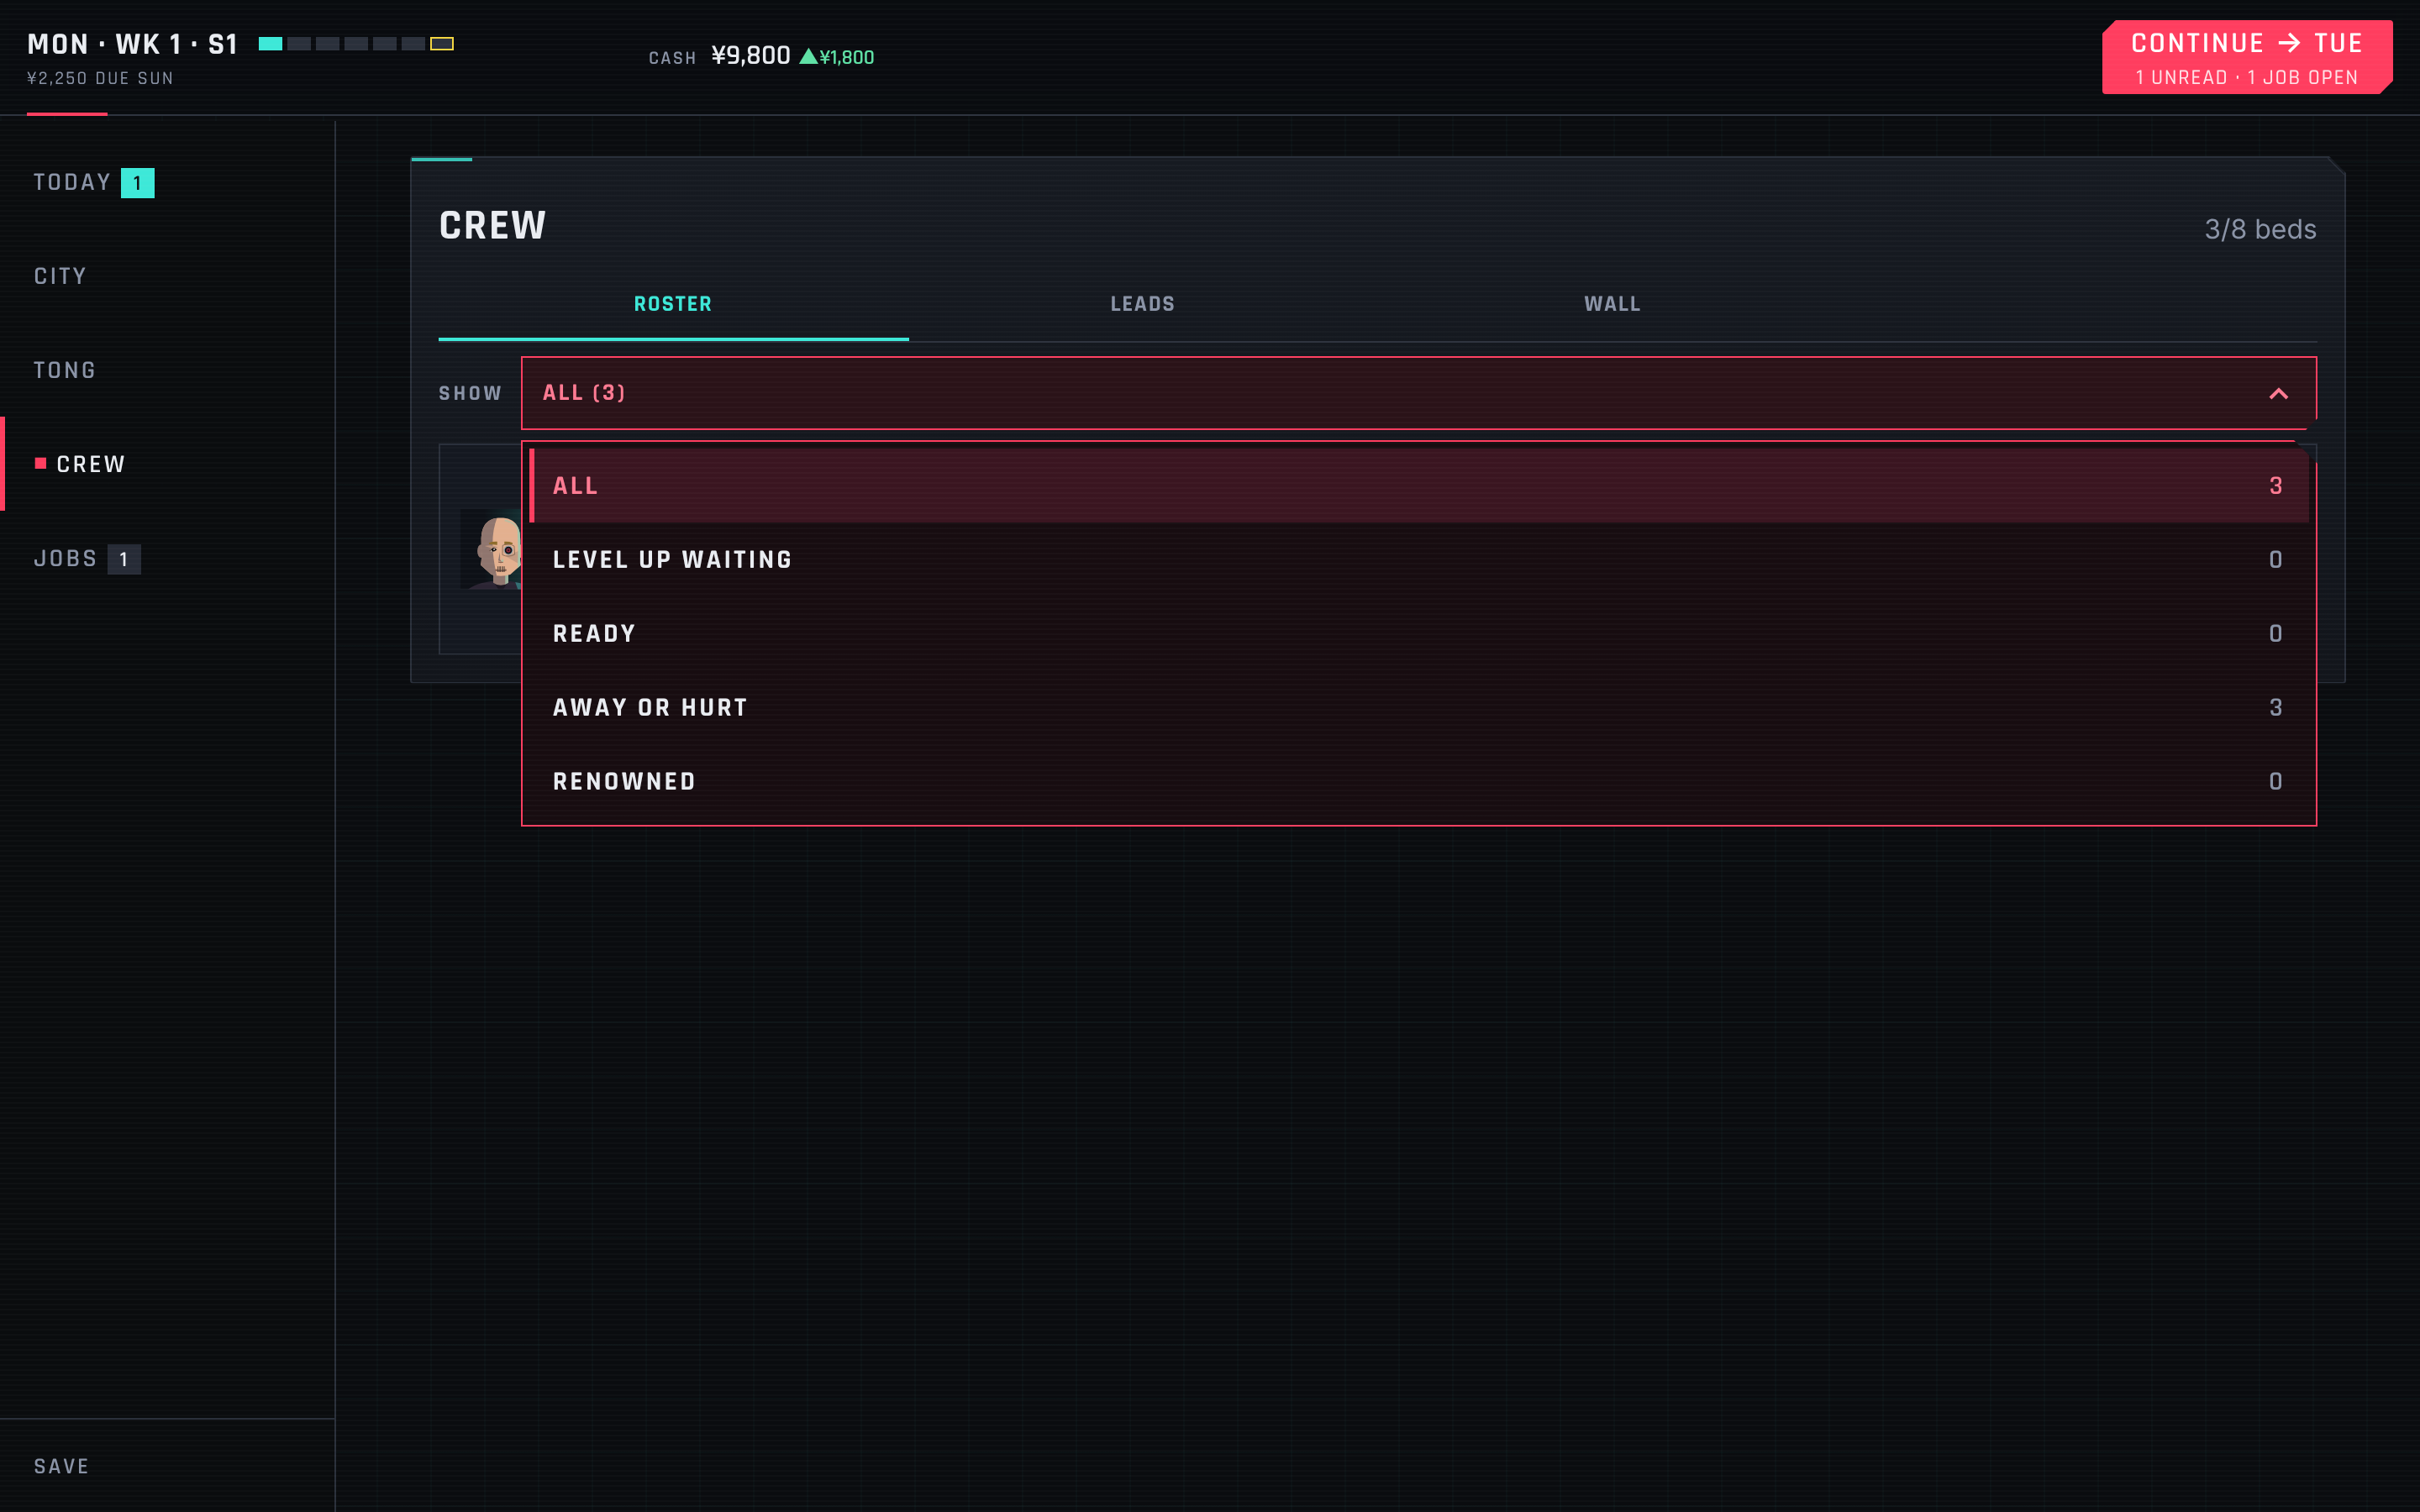 MON · WK 1 · S1
¥2,250 DUE SUN
CASH ¥9,800 ▲¥1,800
CONTINUE → TUE
1 UNREAD · 1 JOB OPEN
TODAY 1
CITY
TONG
CREW
JOBS 1
SAVE
CREW
3/8 beds
ROSTER LEADS WALL
SHOW ALL (3)
ALL 3
LEVEL UP WAITING 0
READY 0
AWAY OR HURT 3
RENOWNED 0